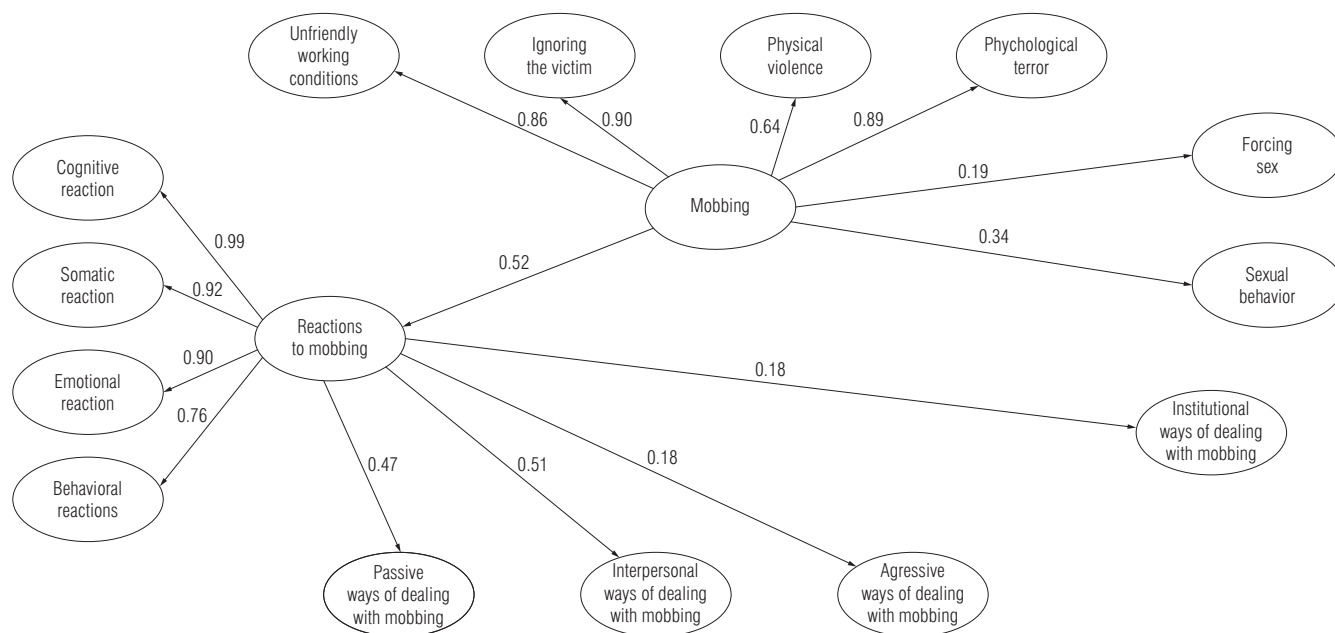 Unfriendly
working
conditions
Ignoring
the victim
Physical
violence
Phychological
terror
0.86
0.90
0.64
0.89
Cognitive
reaction
Forcing
sex
0.19
Mobbing
0.99
0.52
0.34
Somatic
reaction
0.92
Sexual
behavior
Reactions
to mobbing
0.90
Emotional
reaction
0.76
0.18
Institutional
ways of dealing
with mobbing
0.47
0.51
0.18
Behavioral
reactions
Passive
ways of dealing
with mobbing
Interpersonal
ways of dealing
with mobbing
Agressive
ways of dealing
with mobbing